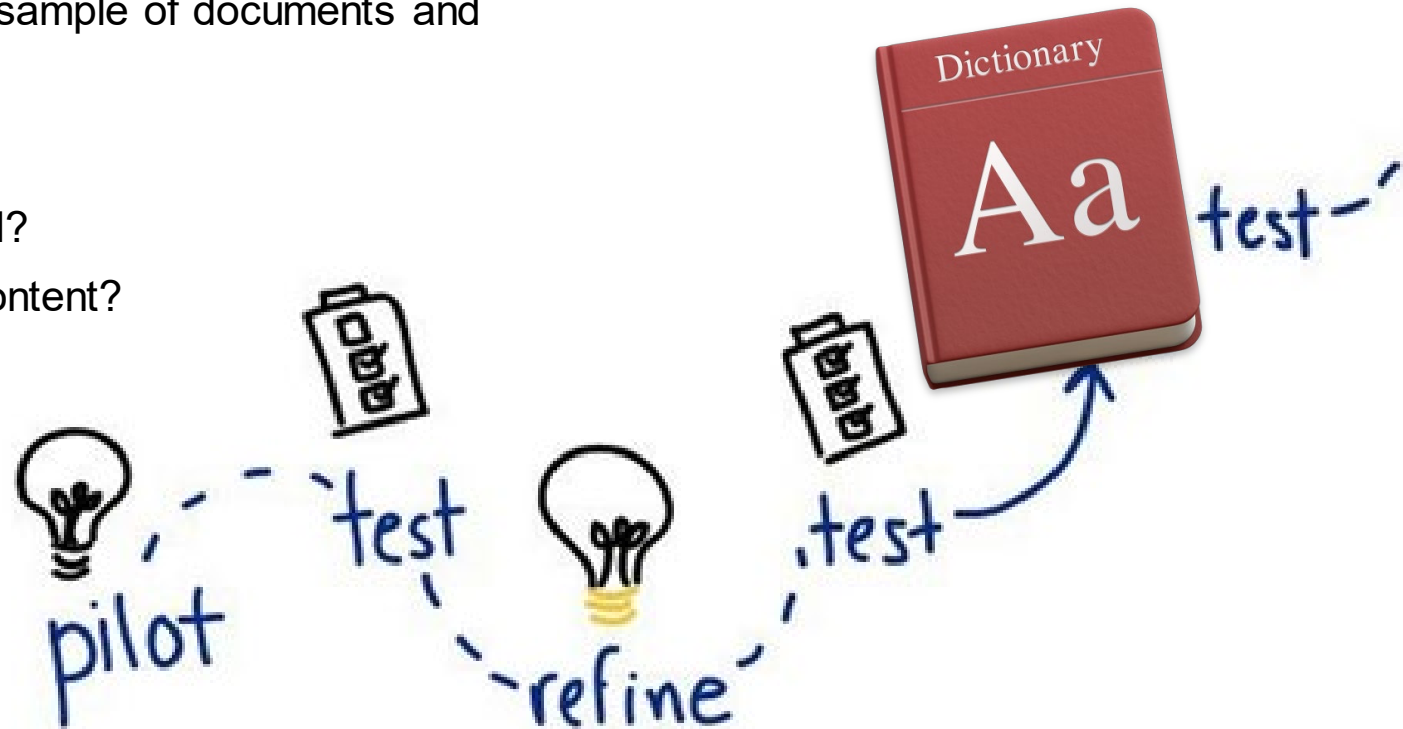 sample of documents and
?
ontent?
Dictionary
Aa
test
test
test
pilot
refine